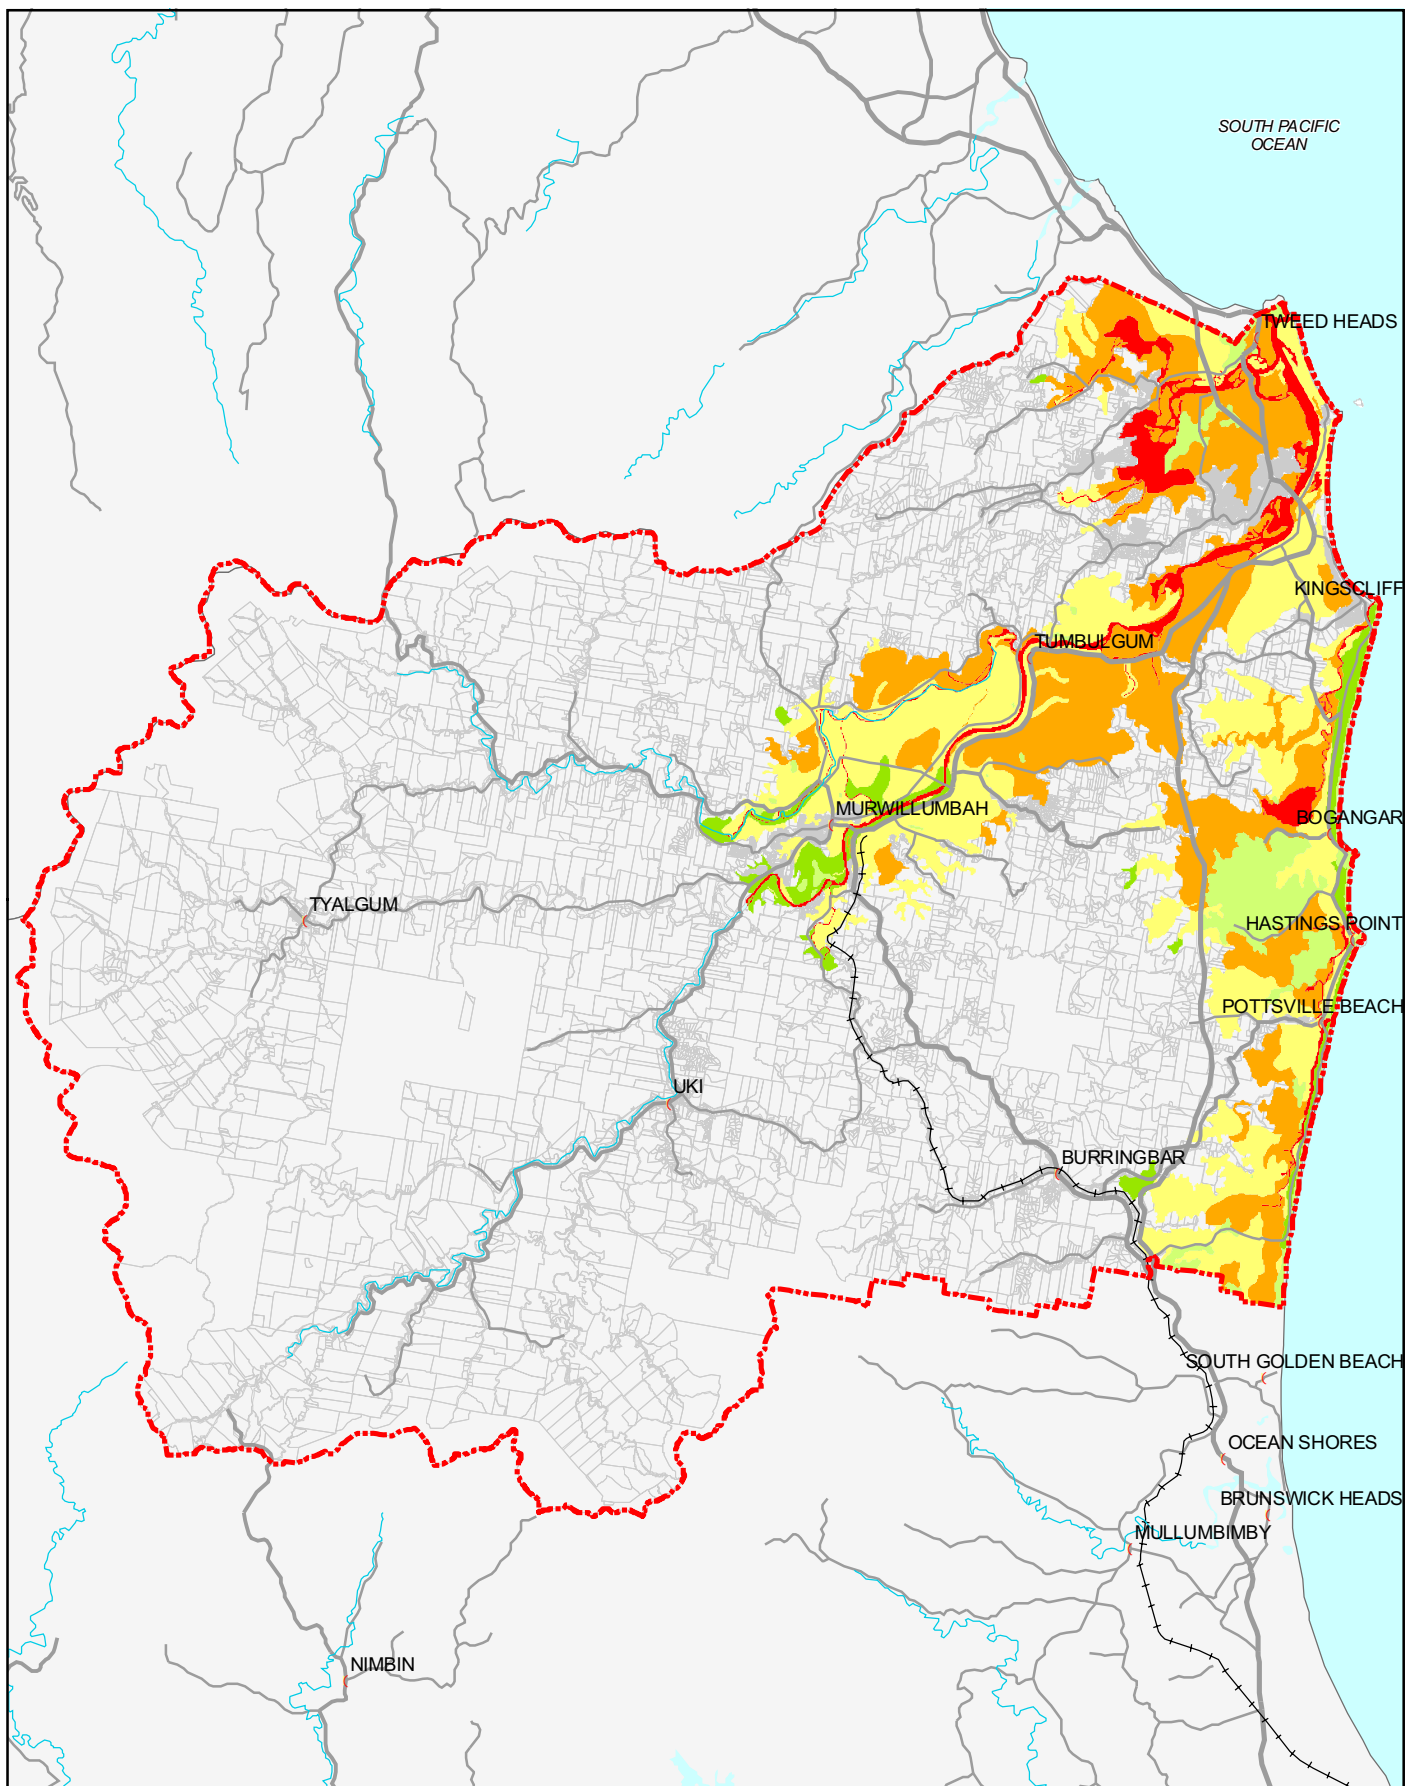 SOUTH PACIFIC
OCEAN
TWEED HEADS
KINGSCLIFF
TUMBULGUM
MURWILLUMBAH
BOGANGAR
TYALGUM
HASTINGS POINT
POTTSVILLE BEACH
UKI
BURRINGBAR
SOUTH GOLDEN BEACH
OCEAN SHORES
BRUNSWICK HEADS
MULLUMBIMBY
NIMBIN